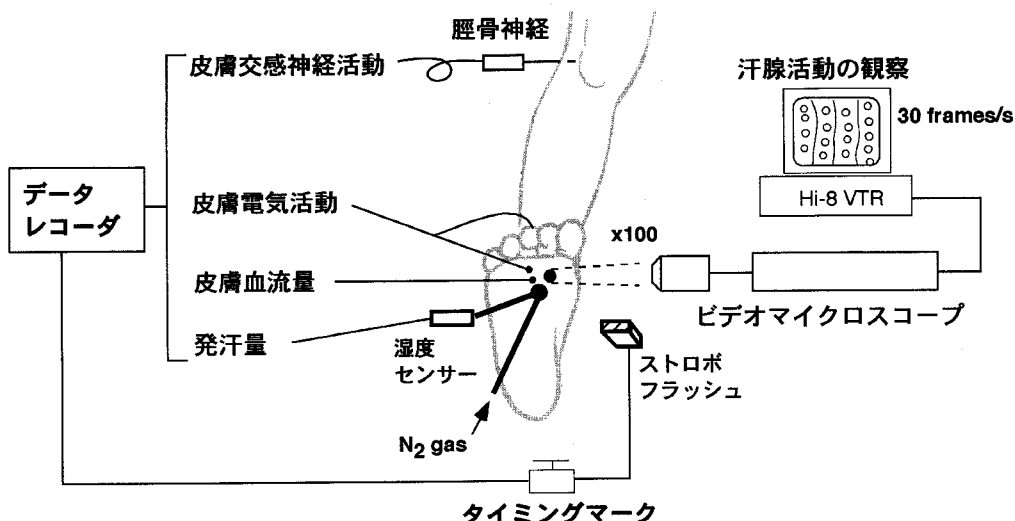 脛骨神経
皮膚交感神経活動
汗腺活動の観察
30 frames/s
Hi-8 VTR
データ
レコーダ
皮膚電気活動
x100
皮膚血流量
ビデオマイクロスコープ
発汗量
湿度
センサー
ストロボ
フラッシュ
N2 gas
タイミングマーク